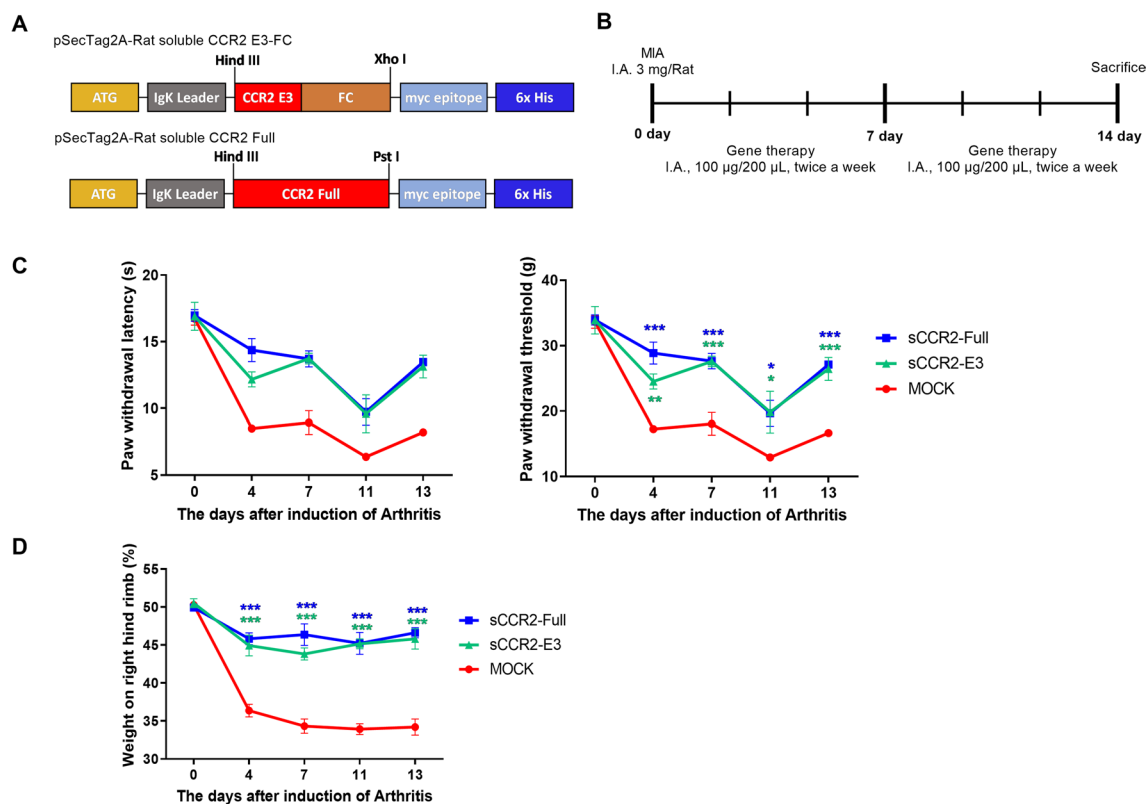 A
pSecTag2A-Rat soluble CCR2 E3-FC
Hind III Xho I
ATG IgK Leader CCR2 E3 FC myc epitope 6x His
pSecTag2A-Rat soluble CCR2 Full
Hind III Pst I
ATG IgK Leader CCR2 Full myc epitope 6x His
B
MIA
I.A. 3 mg/Rat
Sacrifice
0 day 7 day 14 day
Gene therapy
I.A., 100 µg/200 µL, twice a week
Gene therapy
I.A., 100 µg/200 µL, twice a week
C
Paw withdrawal latency (s)
20
15
10
5
0 4 7 11 13
The days after induction of Arthritis
Paw withdrawal threshold (g)
40
30
20
10
*** *** * ***
** *** * ***
0 4 7 11 13
The days after induction of Arthritis
sCCR2-Full
sCCR2-E3
MOCK
D
Weight on right hind rimb (%)
55
50
45
40
35
30
*** *** *** ***
*** *** *** ***
0 4 7 11 13
The days after induction of Arthritis
sCCR2-Full
sCCR2-E3
MOCK